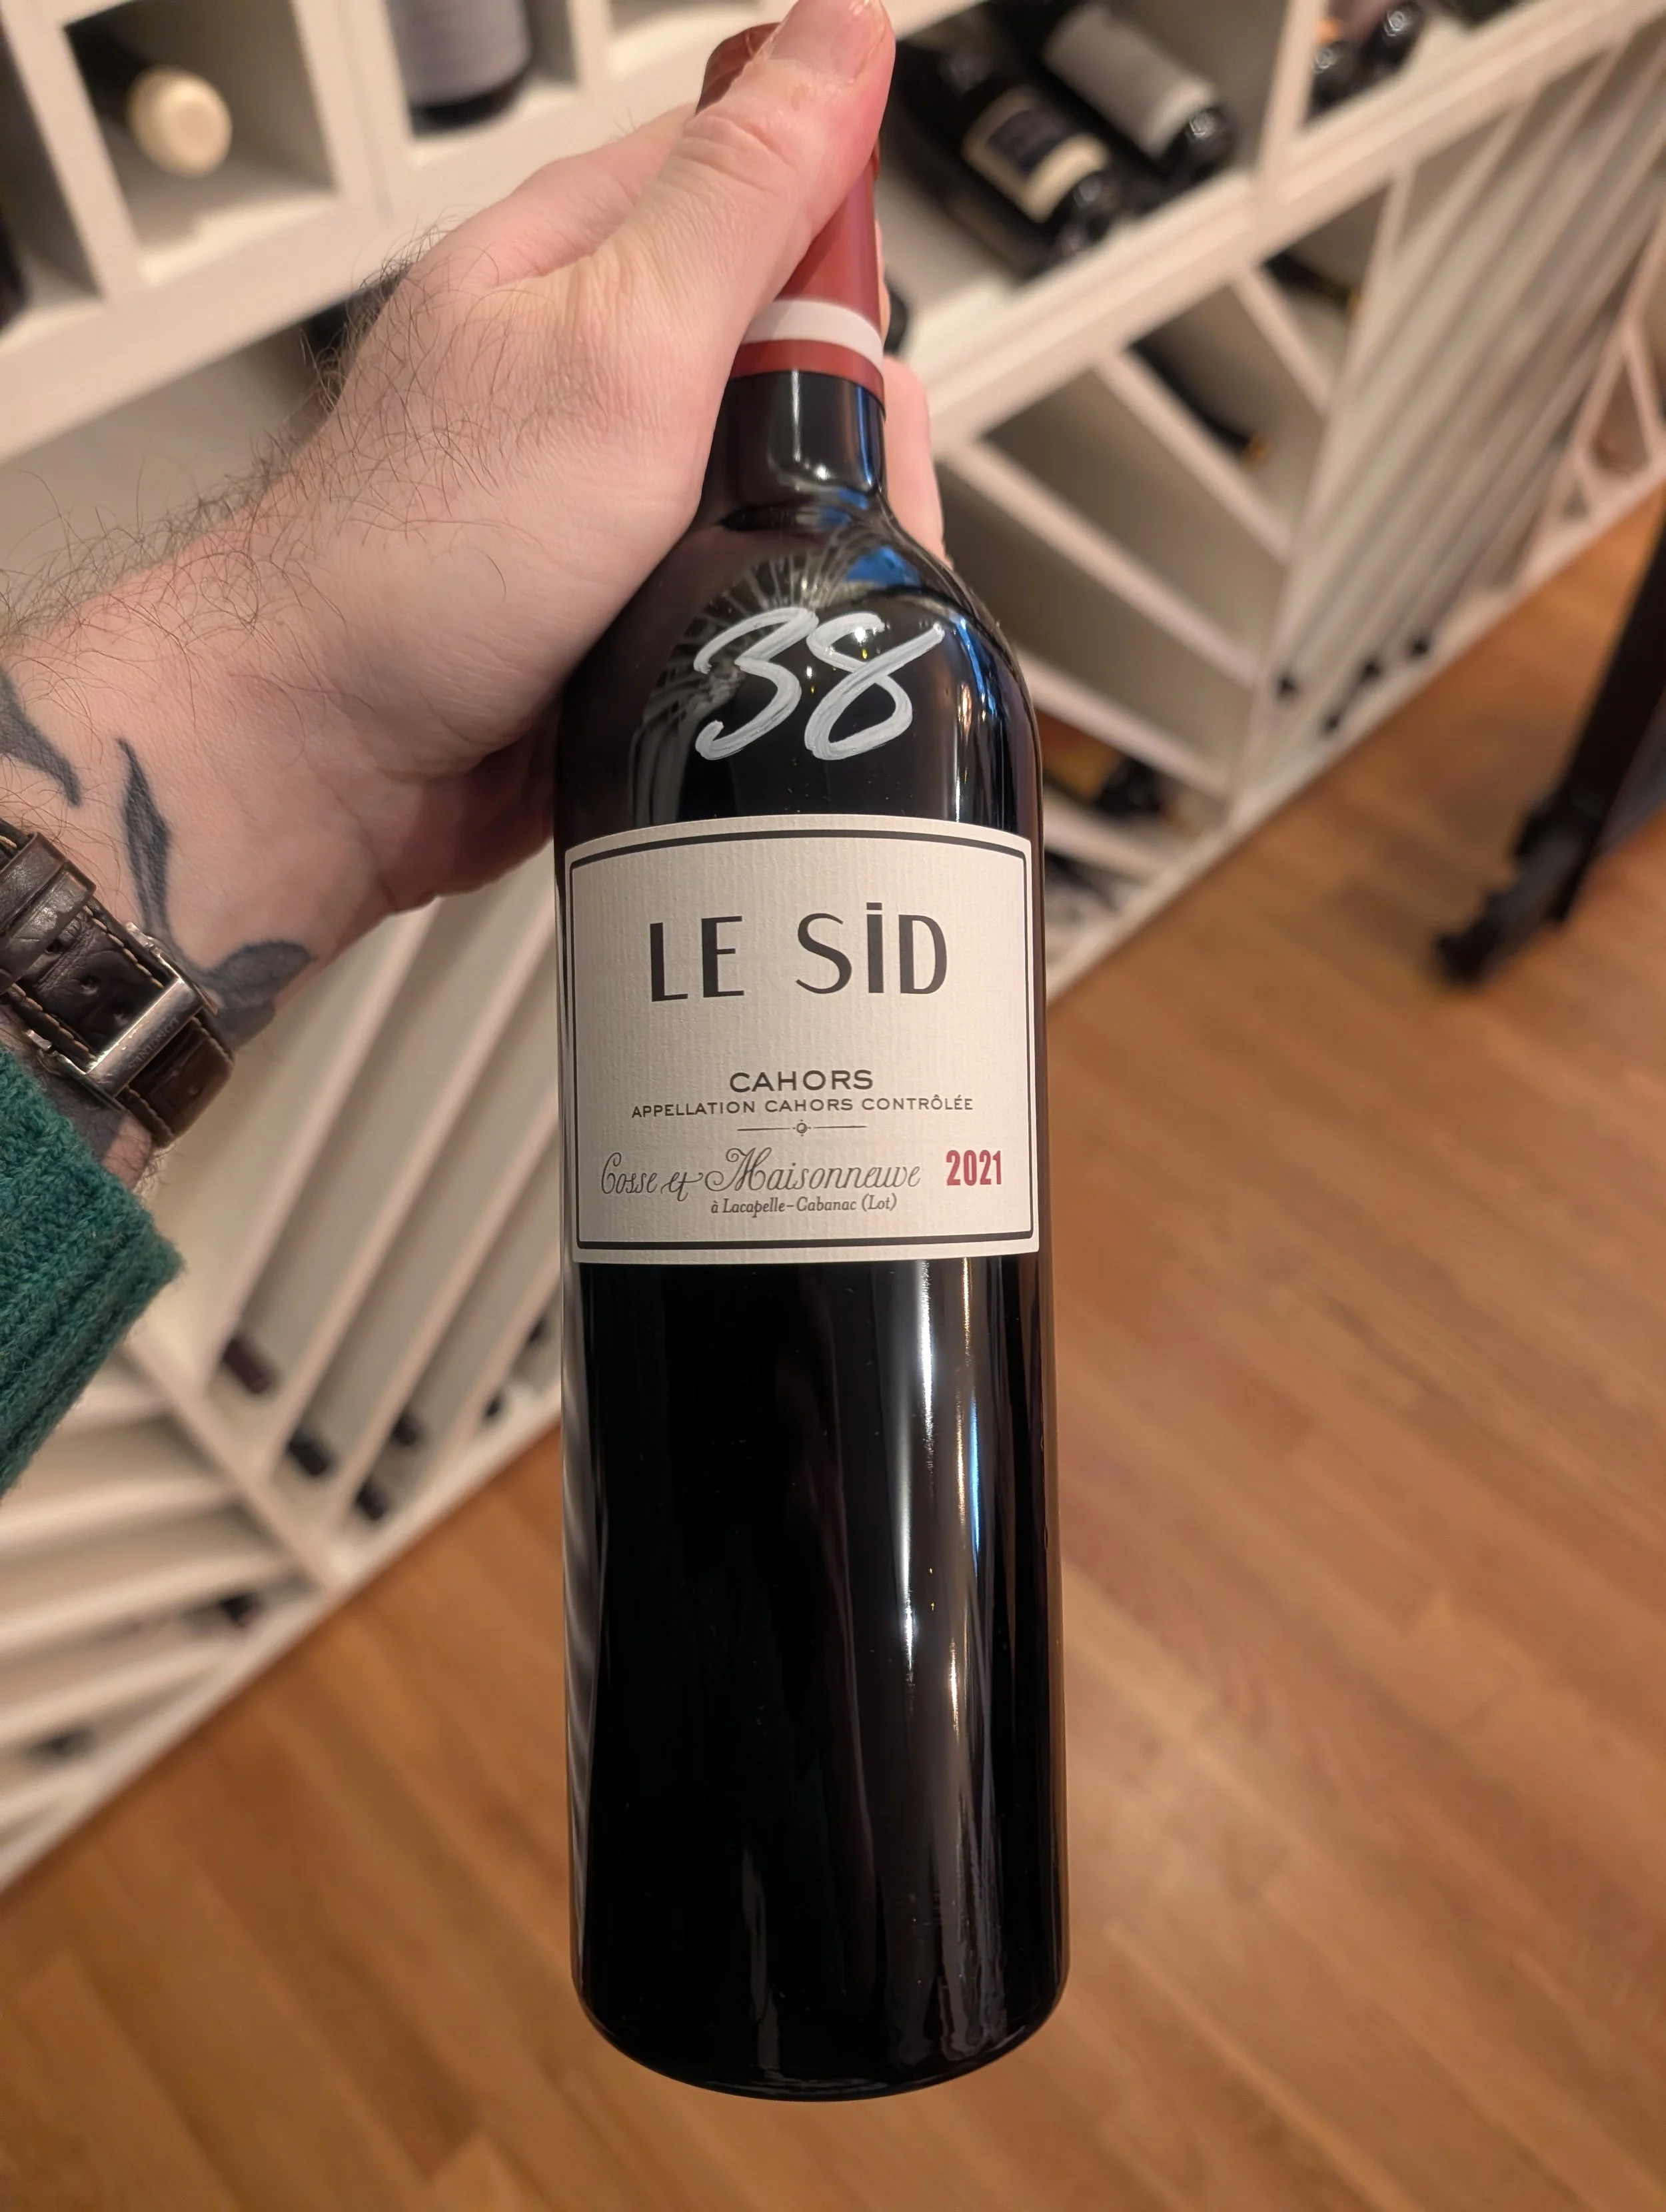 38
LE SiD
CAHORS
APPELLATION CAHORS CONTRÔLÉE
Cosse et Maisonneuve 2021
à Lacapelle-Cabanac (Lot)